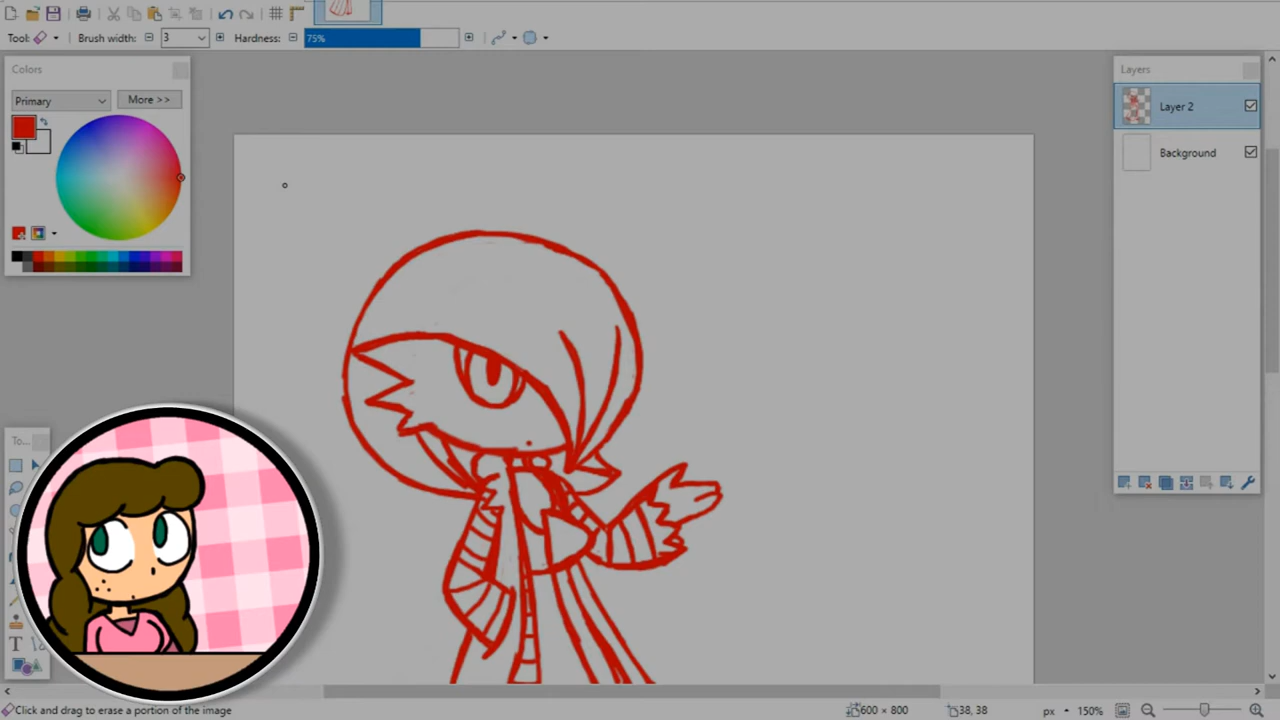 Tool:
Brush width:
3
Hardness:
75%
Colors
Primary
More >>
Layers
Layer 2
Background
To...
T
Click and drag to erase a portion of the image
600 × 800
38, 38
px
150%